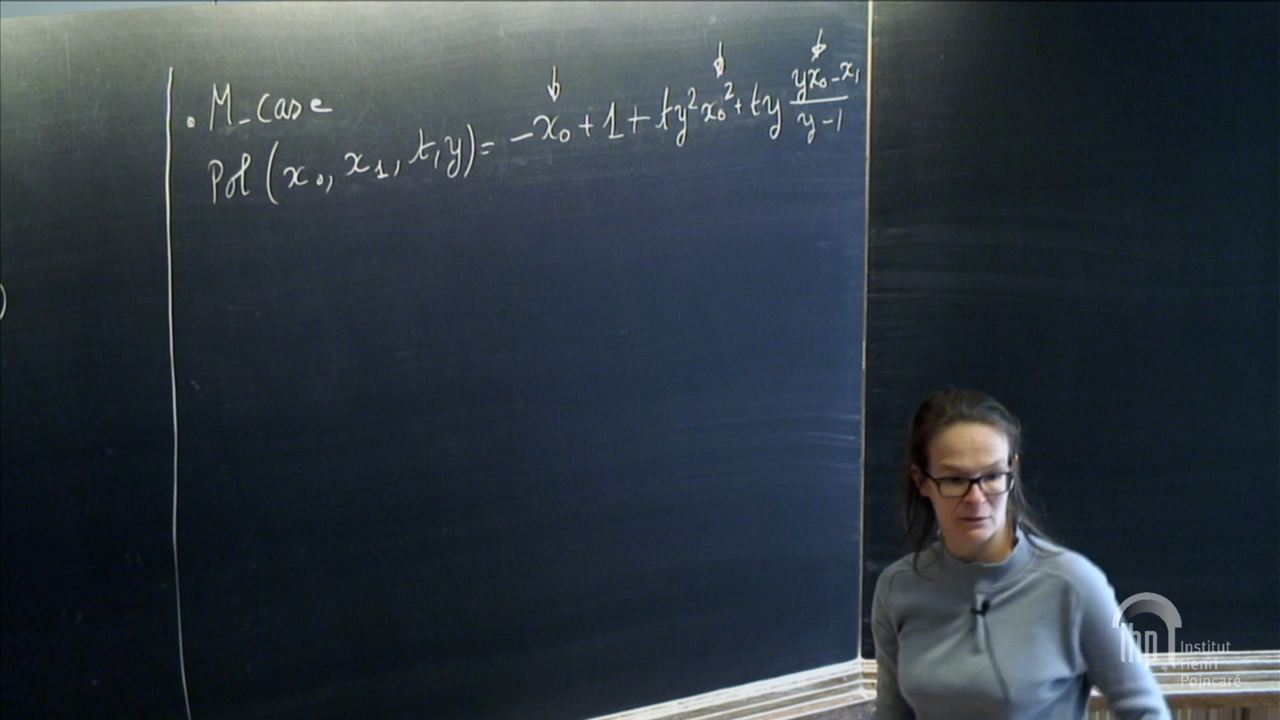 . M_case
Pol (x₀, x₁, t, y) = -x₀ + 1 + ty²x₀² + ty (yx₀ - x₁)/(y - 1)
)
Institut
Henri
Poincaré